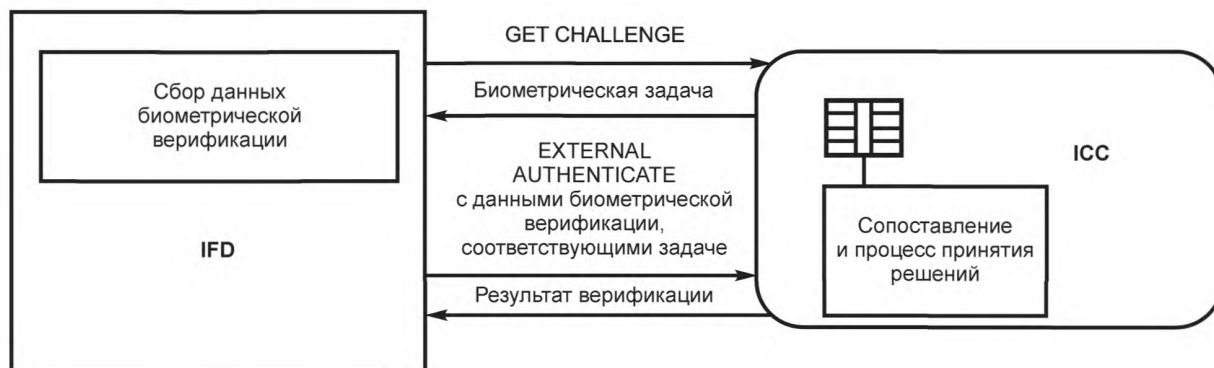 Сбор данных
биометрической
верификации
IFD
GET CHALLENGE
Биометрическая задача
EXTERNAL
AUTHENTICATE
с данными биометрической
верификации,
соответствующими задаче
Результат верификации
ICC
Сопоставление
и процесс принятия
решений